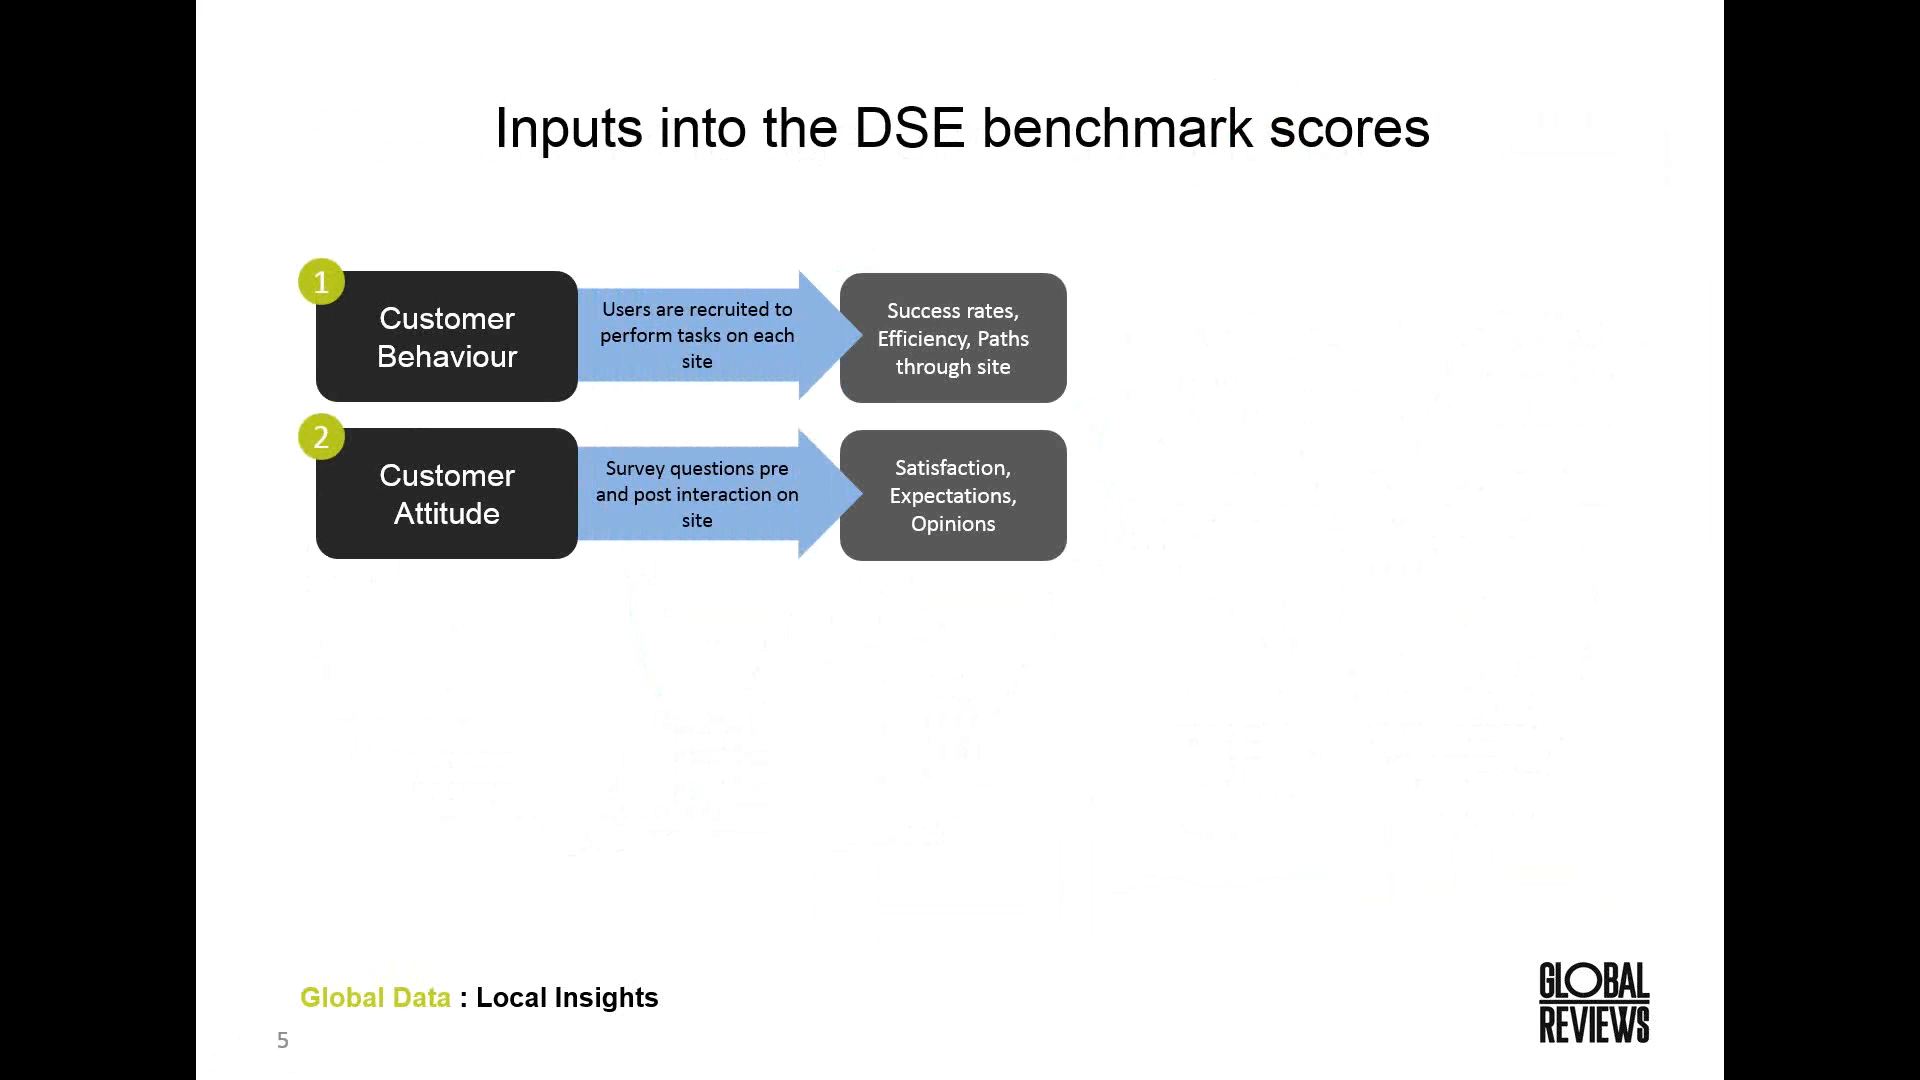 Inputs into the DSE benchmark scores
1
Customer
Behaviour
Users are recruited to
perform tasks on each
site
Success rates,
Efficiency, Paths
through site
2
Customer
Attitude
Survey questions pre
and post interaction on
site
Satisfaction,
Expectations,
Opinions
Global Data : Local Insights
5
GLOBAL
REVIEWS